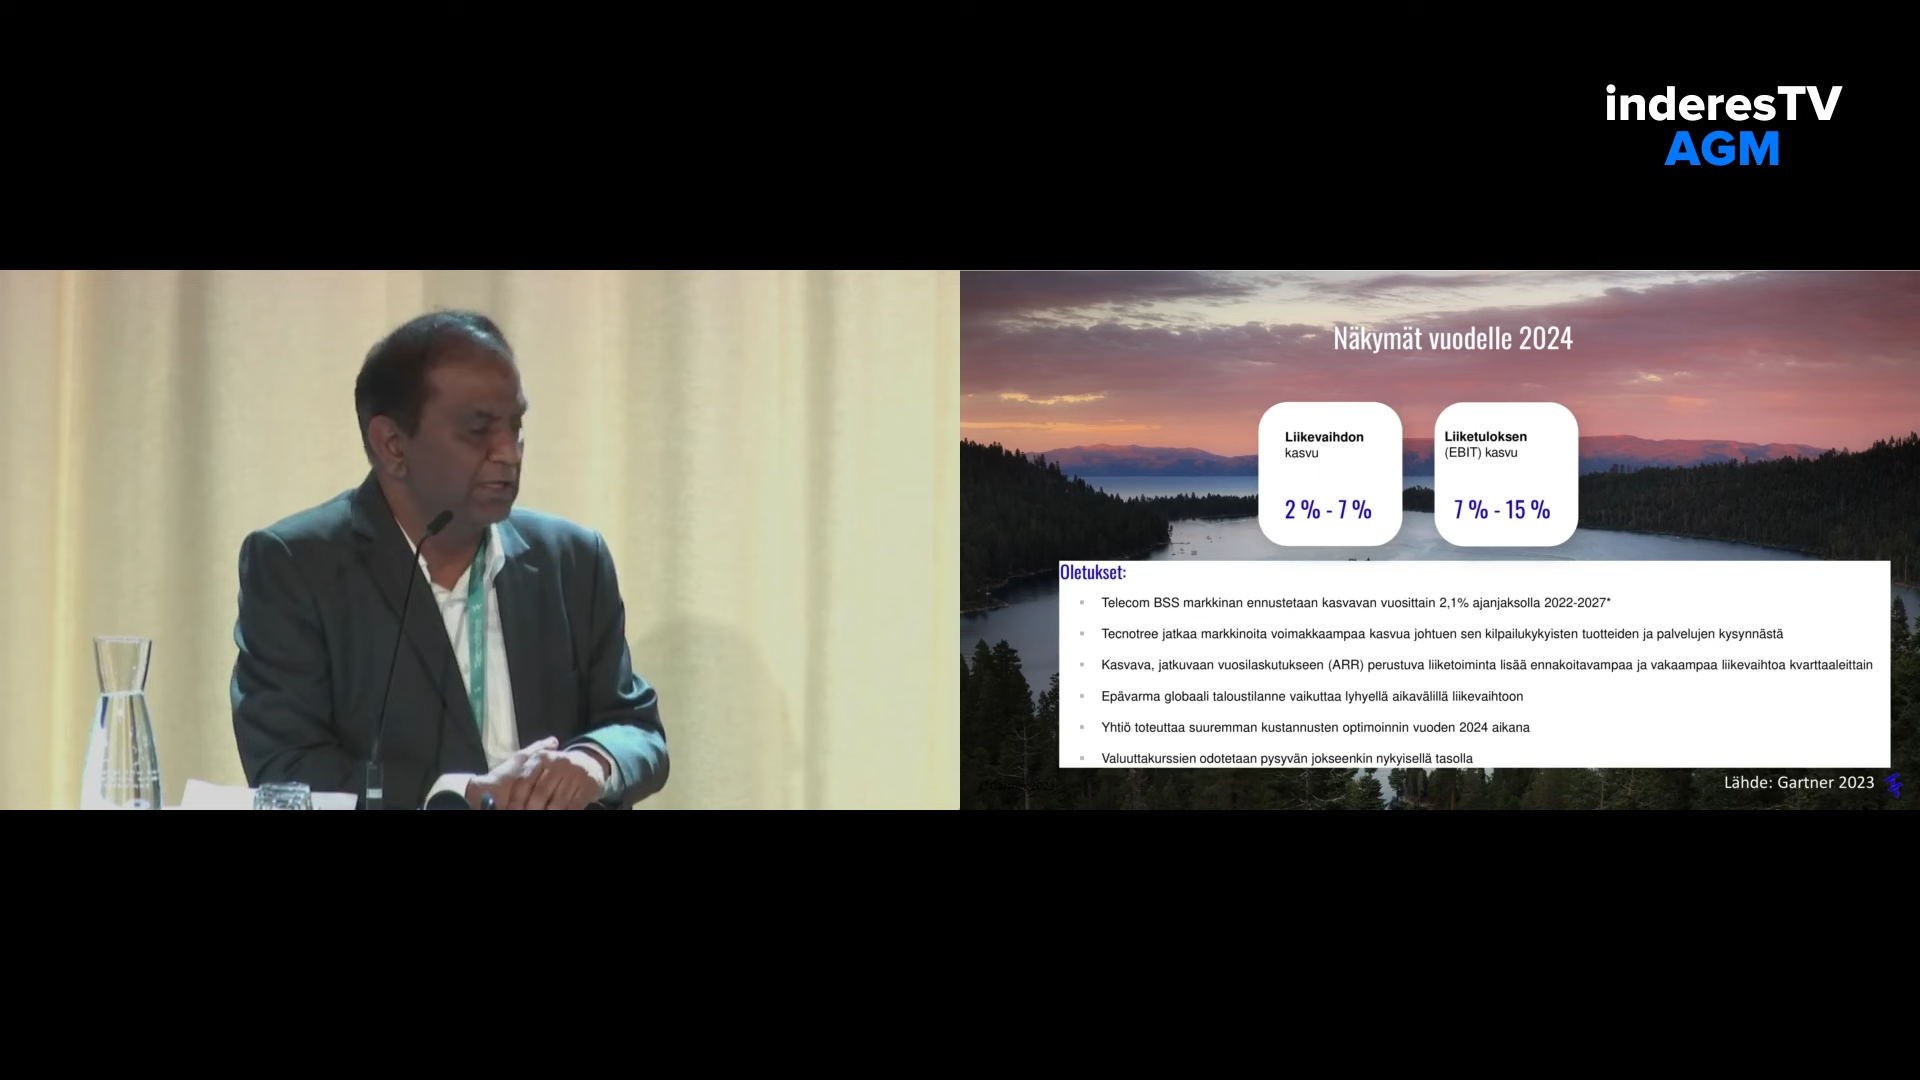 inderesTV
AGM
Näkymät vuodelle 2024
Liikevaihdon
kasvu
2 % - 7 %
Liiketuloksen
(EBIT) kasvu
7 % - 15 %
Oletukset:
Telecom BSS markkinan ennustetaan kasvavan vuosittain 2,1% ajanjaksolla 2022-2027*
Tecnotree jatkaa markkinoita voimakkaampaa kasvua johtuen sen kilpailukykyisten tuotteiden ja palvelujen kysynnästä
Kasvava, jatkuvaan vuosilaskutukseen (ARR) perustuva liiketoiminta lisää ennakoitavampaa ja vakaampaa liikevaihtoa kvarttaaleittain
Epävarma globaali taloustilanne vaikuttaa lyhyellä aikavälillä liikevaihtoon
Yhtiö toteuttaa suuremman kustannusten optimoinnin vuoden 2024 aikana
Valuuttakurssien odotetaan pysyvän jokseenkin nykyisellä tasolla
Lähde: Gartner 2023